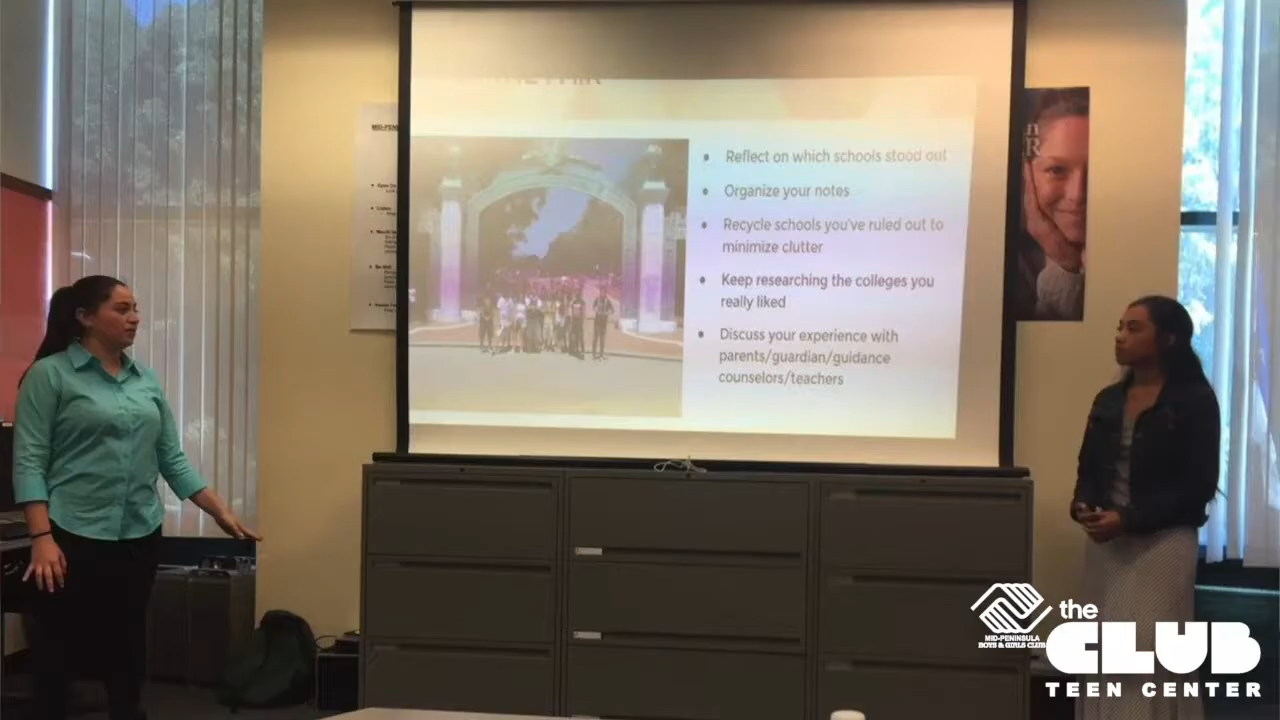 MID-PEN
• Reflect on which schools stood out
• Organize your notes
• Recycle schools you've ruled out to
minimize clutter
• Keep researching the colleges you
really liked
• Discuss your experience with
parents/guardian/guidance
counselors/teachers
n
R
MID-PENINSULA
BOYS & GIRLS CLUB
the
CLUB
TEEN CENTER